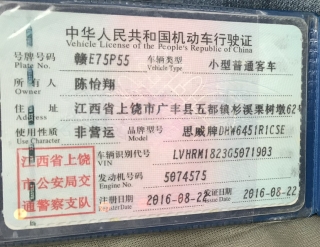 中华人民共和国机动车行驶证
Vehicle License of the People's Republic of China
号牌号码 赣E75P55 车辆类型 小型普通客车
Plate No. Vehicle Type
所有人 陈怡翔
Owner
住址 江西省上饶市广丰县五都镇杉溪栗树墩62号
Address
使用性质 非营运 品牌型号 思威牌DHW6451R1CSE
Use Character Model
江西省上饶市公安局交通警察支队
车辆识别代号 LVHRM1823G5071903
VIN
发动机号码 5074575
Engine No.
注册日期 2016-08-22 发证日期 2016-08-22
Register Date Issue Date